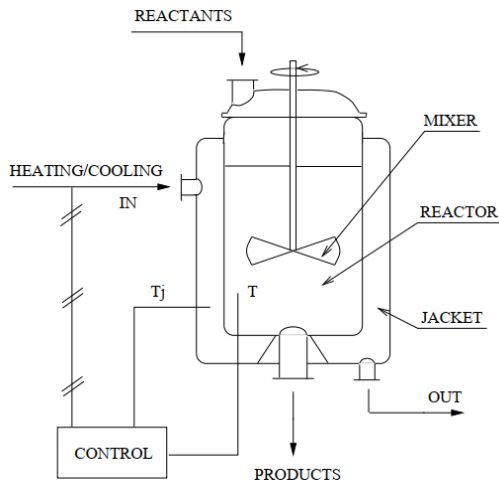 REACTANTS
MIXER
HEATING/COOLING
IN
REACTOR
Tj
T
JACKET
OUT
CONTROL
PRODUCTS